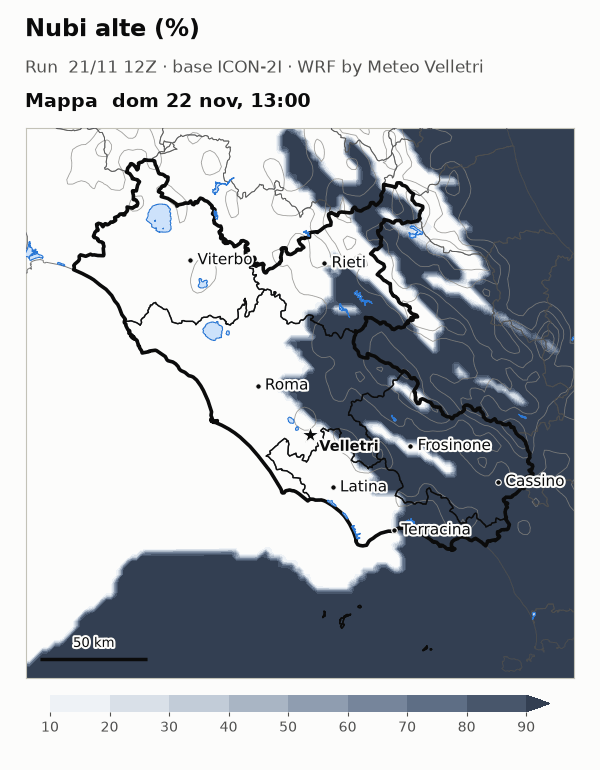 Nubi alte (%)
Run  21/11 12Z · base ICON-2I · WRF by Meteo Velletri
Mappa  dom 22 nov, 13:00
Viterbo
Rieti
Roma
Velletri
Frosinone
Latina
Cassino
Terracina
50 km
10 20 30 40 50 60 70 80 90